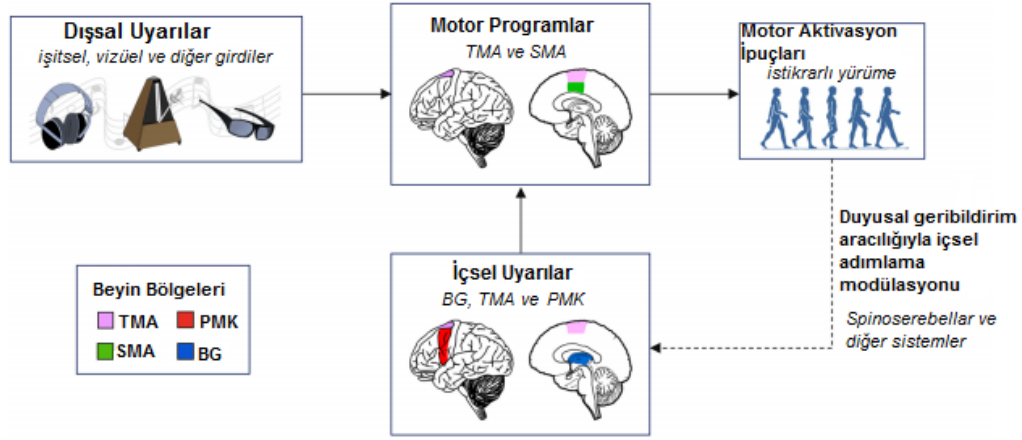 Dışsal Uyarılar
işitsel, vizüel ve diğer girdiler
Motor Programlar
TMA ve SMA
Motor Aktivasyon
İpuçları
istikrarlı yürüme
Duyusal geribildirim
aracılığıyla içsel
adımlama
modülasyonu
Spinoserebellar ve
diğer sistemler
İçsel Uyarılar
BG, TMA ve PMK
Beyin Bölgeleri
TMA
PMK
SMA
BG